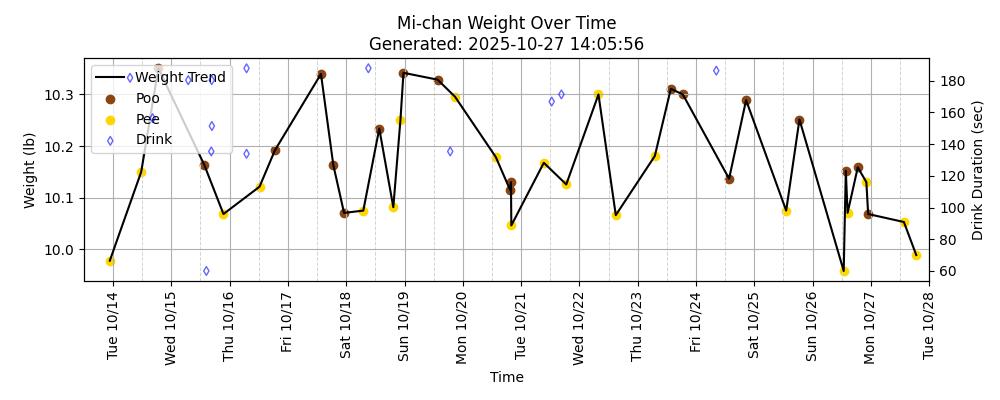 Mi-chan Weight Over Time
Generated: 2025-10-27 14:05:56
Weight Trend
Poo
Pee
Drink
Weight (lb)
10.3
10.2
10.1
10.0
Drink Duration (sec)
180
160
140
120
100
80
60
Tue 10/14
Wed 10/15
Thu 10/16
Fri 10/17
Sat 10/18
Sun 10/19
Mon 10/20
Tue 10/21
Wed 10/22
Thu 10/23
Fri 10/24
Sat 10/25
Sun 10/26
Mon 10/27
Tue 10/28
Time